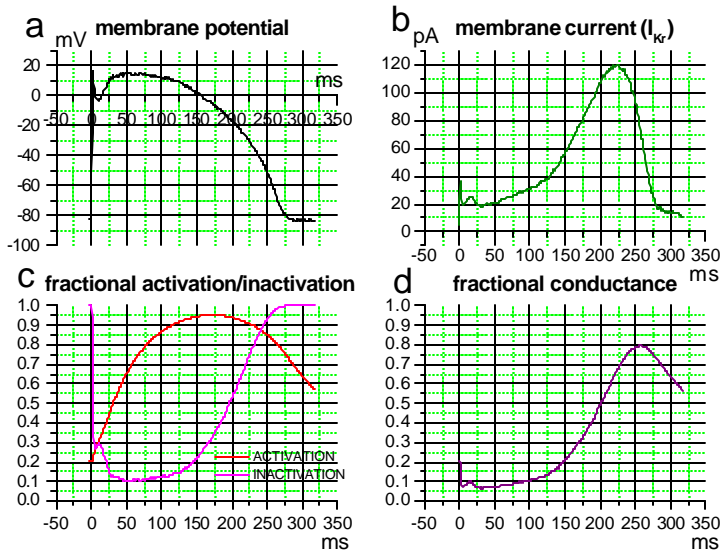 a
membrane potential
mV
20
0
-20
-40
-60
-80
-100
-50 0 50 100 150 200 250 300 350
ms
b
membrane current (IKr)
pA
120
100
80
60
40
20
0
-50 0 50 100 150 200 250 300 350
ms
c
fractional activation/inactivation
1.0
0.9
0.8
0.7
0.6
0.5
0.4
0.3
0.2
0.1
0.0
ACTIVATION
INACTIVATION
-50 0 50 100 150 200 250 300 350
ms
d
fractional conductance
1.0
0.9
0.8
0.7
0.6
0.5
0.4
0.3
0.2
0.1
0.0
-50 0 50 100 150 200 250 300 350
ms